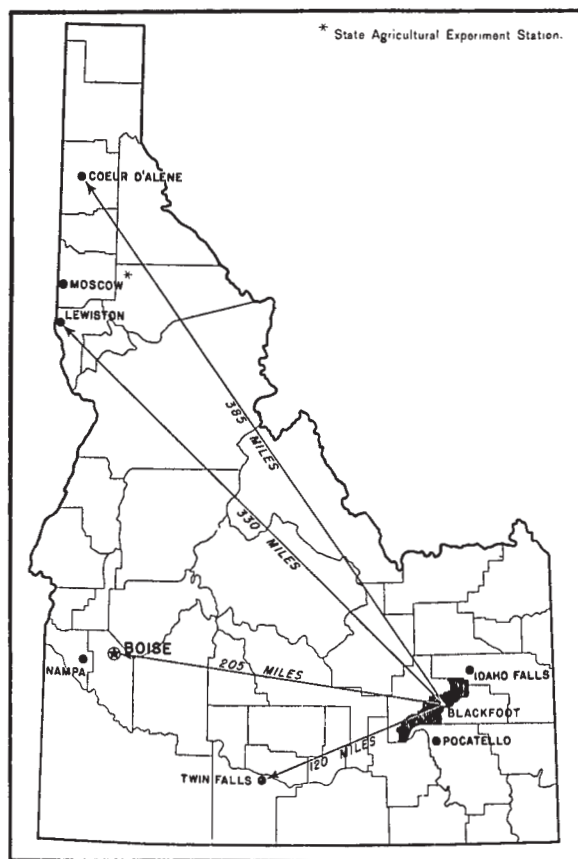 * State Agricultural Experiment Station.
COEUR D'ALENE
MOSCOW *
LEWISTON
385 MILES
330 MILES
BOISE
NAMPA
205 MILES
IDAHO FALLS
BLACKFOOT
POCATELLO
120 MILES
TWIN FALLS